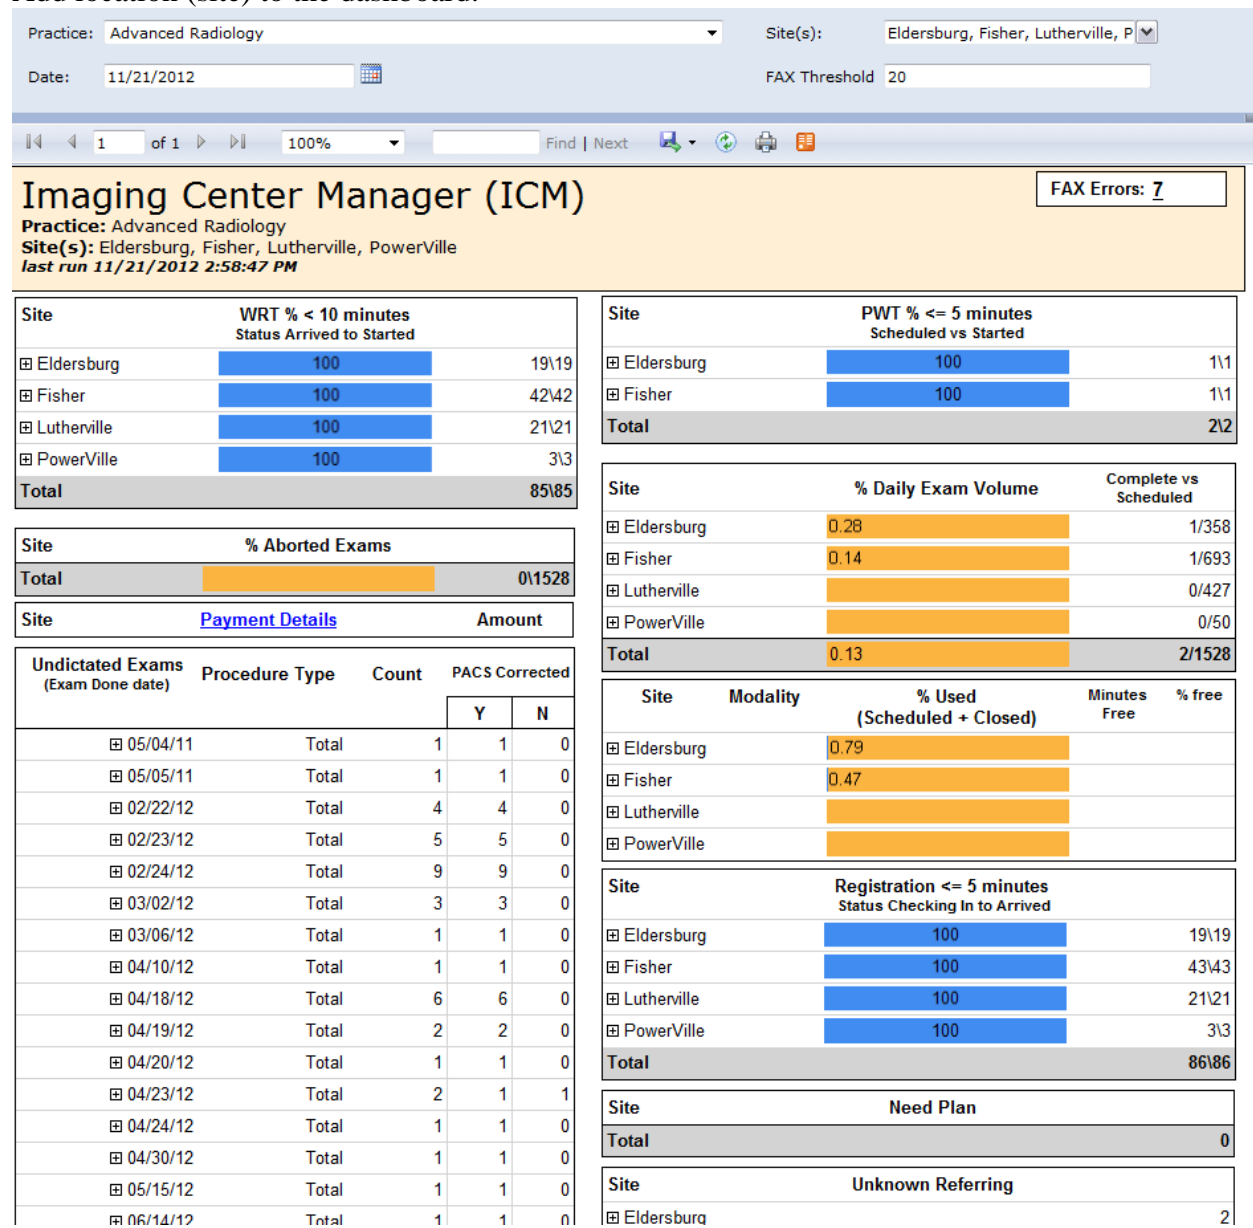 Add location (site) to the dashboard.
Practice: Advanced Radiology Site(s): Eldersburg, Fisher, Lutherville, P
Date: 11/21/2012 FAX Threshold 20
1 of 1 100% Find | Next
Imaging Center Manager (ICM) FAX Errors: 7
Practice: Advanced Radiology
Site(s): Eldersburg, Fisher, Lutherville, PowerVille
last run 11/21/2012 2:58:47 PM
Site WRT % < 10 minutes
Status Arrived to Started
Eldersburg 100 19\19
Fisher 100 42\42
Lutherville 100 21\21
PowerVille 100 3\3
Total 85\85
Site % Aborted Exams
Total 0\1528
Site Payment Details Amount
Undictated Exams Procedure Type Count PACS Corrected
(Exam Done date)
Y N
05/04/11 Total 1 1 0
05/05/11 Total 1 1 0
02/22/12 Total 4 4 0
02/23/12 Total 5 5 0
02/24/12 Total 9 9 0
03/02/12 Total 3 3 0
03/06/12 Total 1 1 0
04/10/12 Total 1 1 0
04/18/12 Total 6 6 0
04/19/12 Total 2 2 0
04/20/12 Total 1 1 0
04/23/12 Total 2 1 1
04/24/12 Total 1 1 0
04/30/12 Total 1 1 0
05/15/12 Total 1 1 0
06/14/12 Total 1 1 0
Site PWT % <= 5 minutes
Scheduled vs Started
Eldersburg 100 1\1
Fisher 100 1\1
Total 2\2
Site % Daily Exam Volume Complete vs
Scheduled
Eldersburg 0.28 1/358
Fisher 0.14 1/693
Lutherville 0/427
PowerVille 0/50
Total 0.13 2/1528
Site Modality % Used Minutes % free
(Scheduled + Closed) Free
Eldersburg 0.79
Fisher 0.47
Lutherville
PowerVille
Site Registration <= 5 minutes
Status Checking In to Arrived
Eldersburg 100 19\19
Fisher 100 43\43
Lutherville 100 21\21
PowerVille 100 3\3
Total 86\86
Site Need Plan
Total 0
Site Unknown Referring
Eldersburg 2